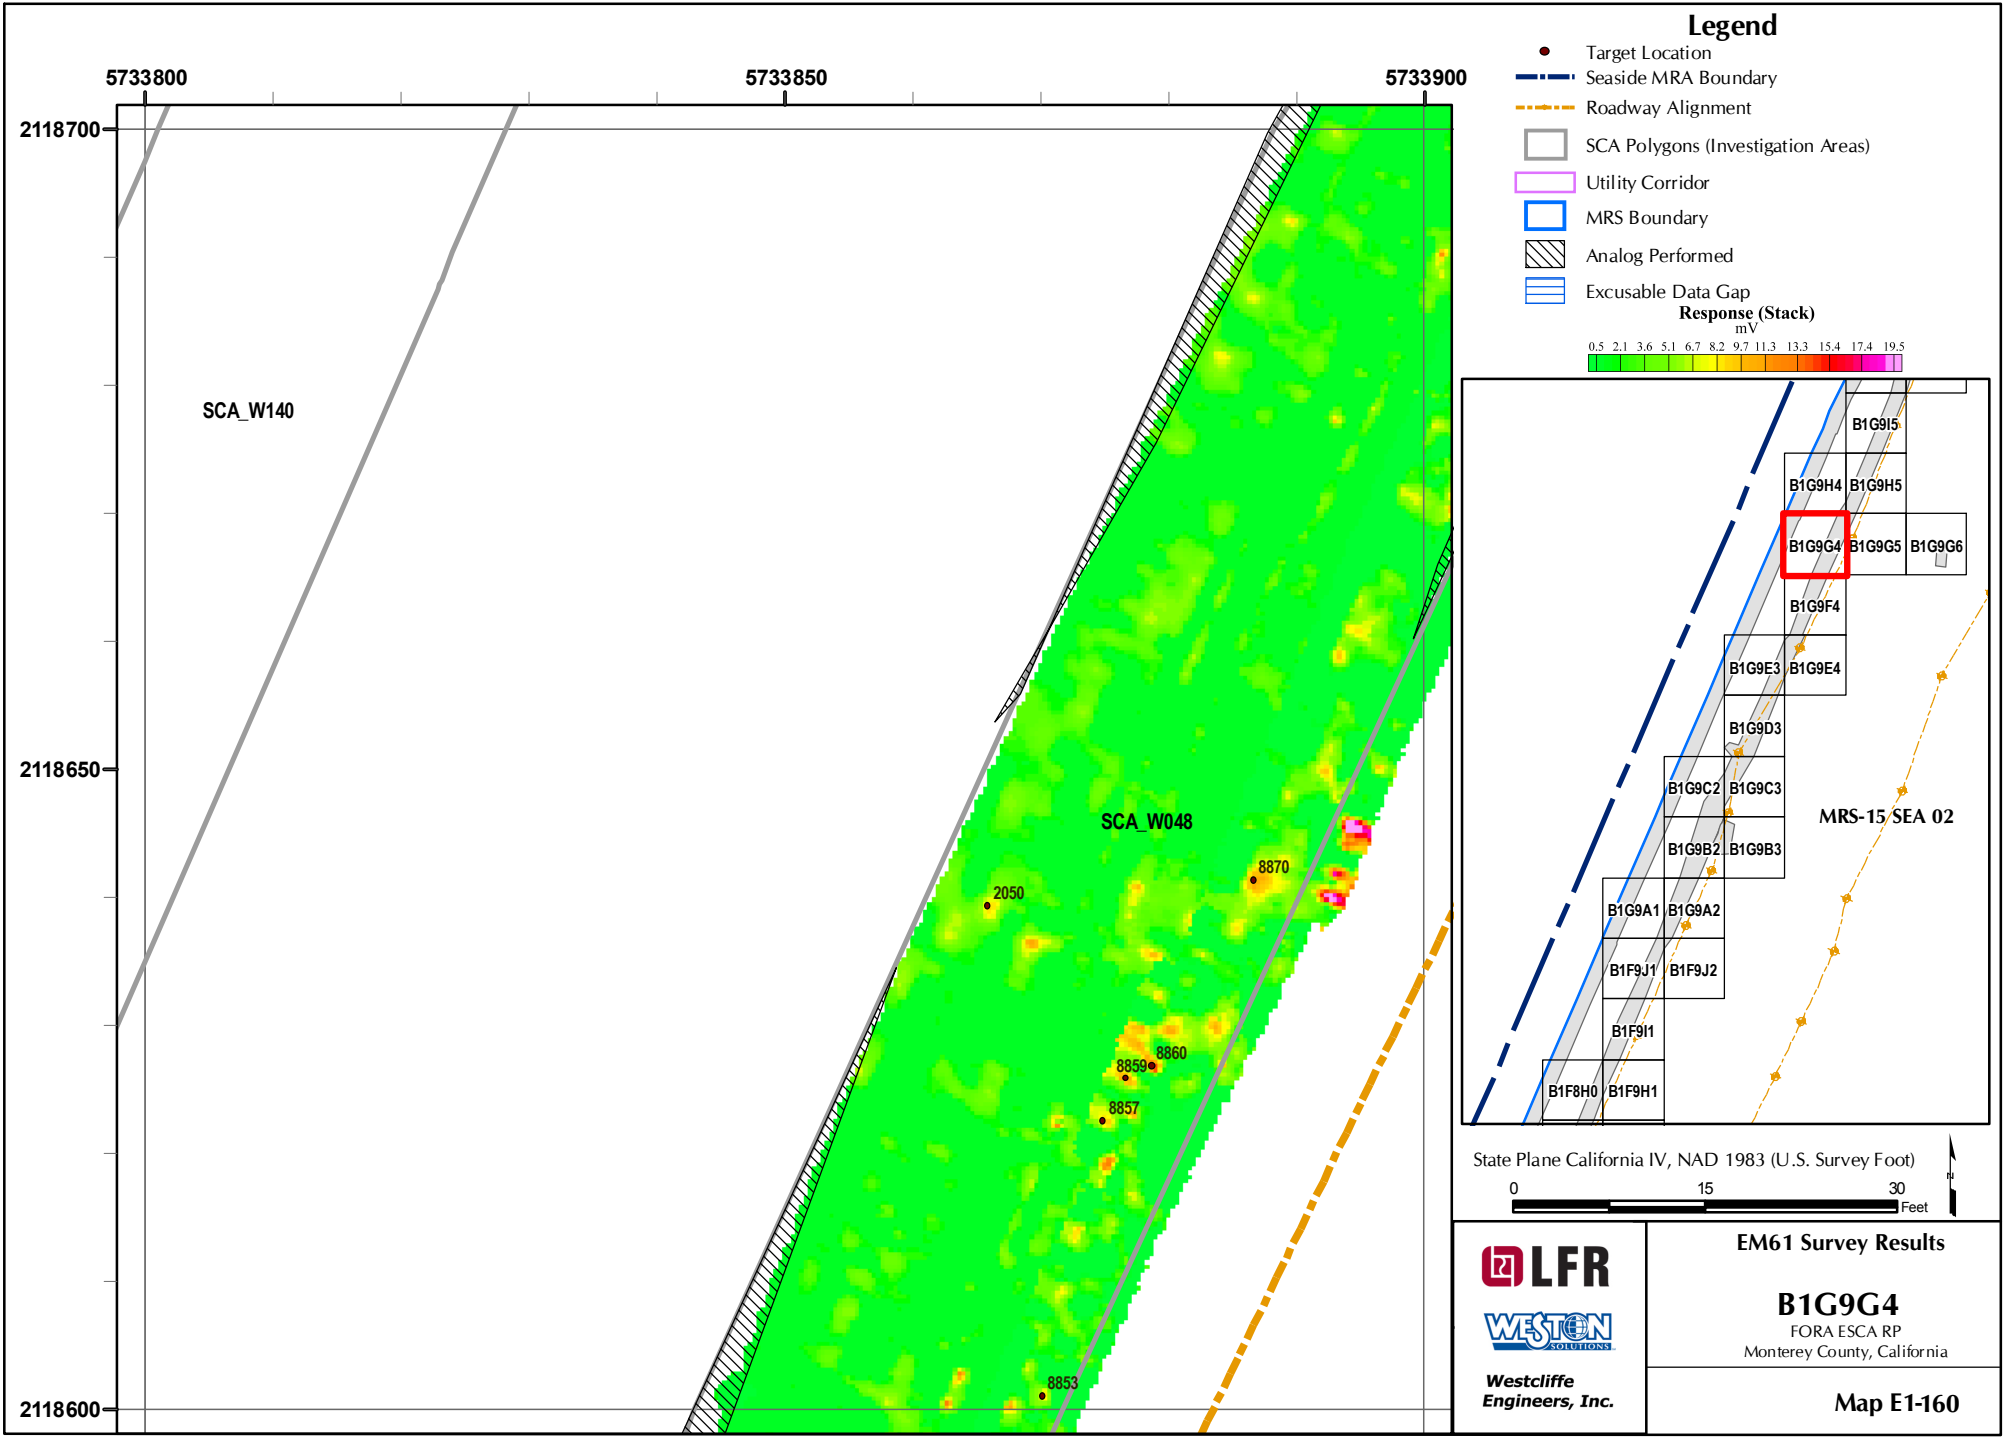 Legend
Target Location
Seaside MRA Boundary
Roadway Alignment
SCA Polygons (Investigation Areas)
Utility Corridor
MRS Boundary
Analog Performed
Excusable Data Gap
Response (Stack)
mV
0.5 2.1 3.6 5.1 6.7 8.2 9.7 11.3 13.3 15.4 17.4 19.5
5733800 5733850 5733900
2118700
2118650
2118600
SCA_W140
SCA_W048
8870
2050
8860
8859
8857
8853
B1G9I5
B1G9H4 B1G9H5
B1G9G4 B1G9G5 B1G9G6
B1G9F4
B1G9E3 B1G9E4
B1G9D3
B1G9C2 B1G9C3
MRS-15 SEA 02
B1G9B2 B1G9B3
B1G9A1 B1G9A2
B1F9J1 B1F9J2
B1F9I1
B1F8H0 B1F9H1
State Plane California IV, NAD 1983 (U.S. Survey Foot)
0 15 30
Feet
N
LFR
WESTON
SOLUTIONS
Westcliffe
Engineers, Inc.
EM61 Survey Results
B1G9G4
FORA ESCA RP
Monterey County, California
Map E1-160